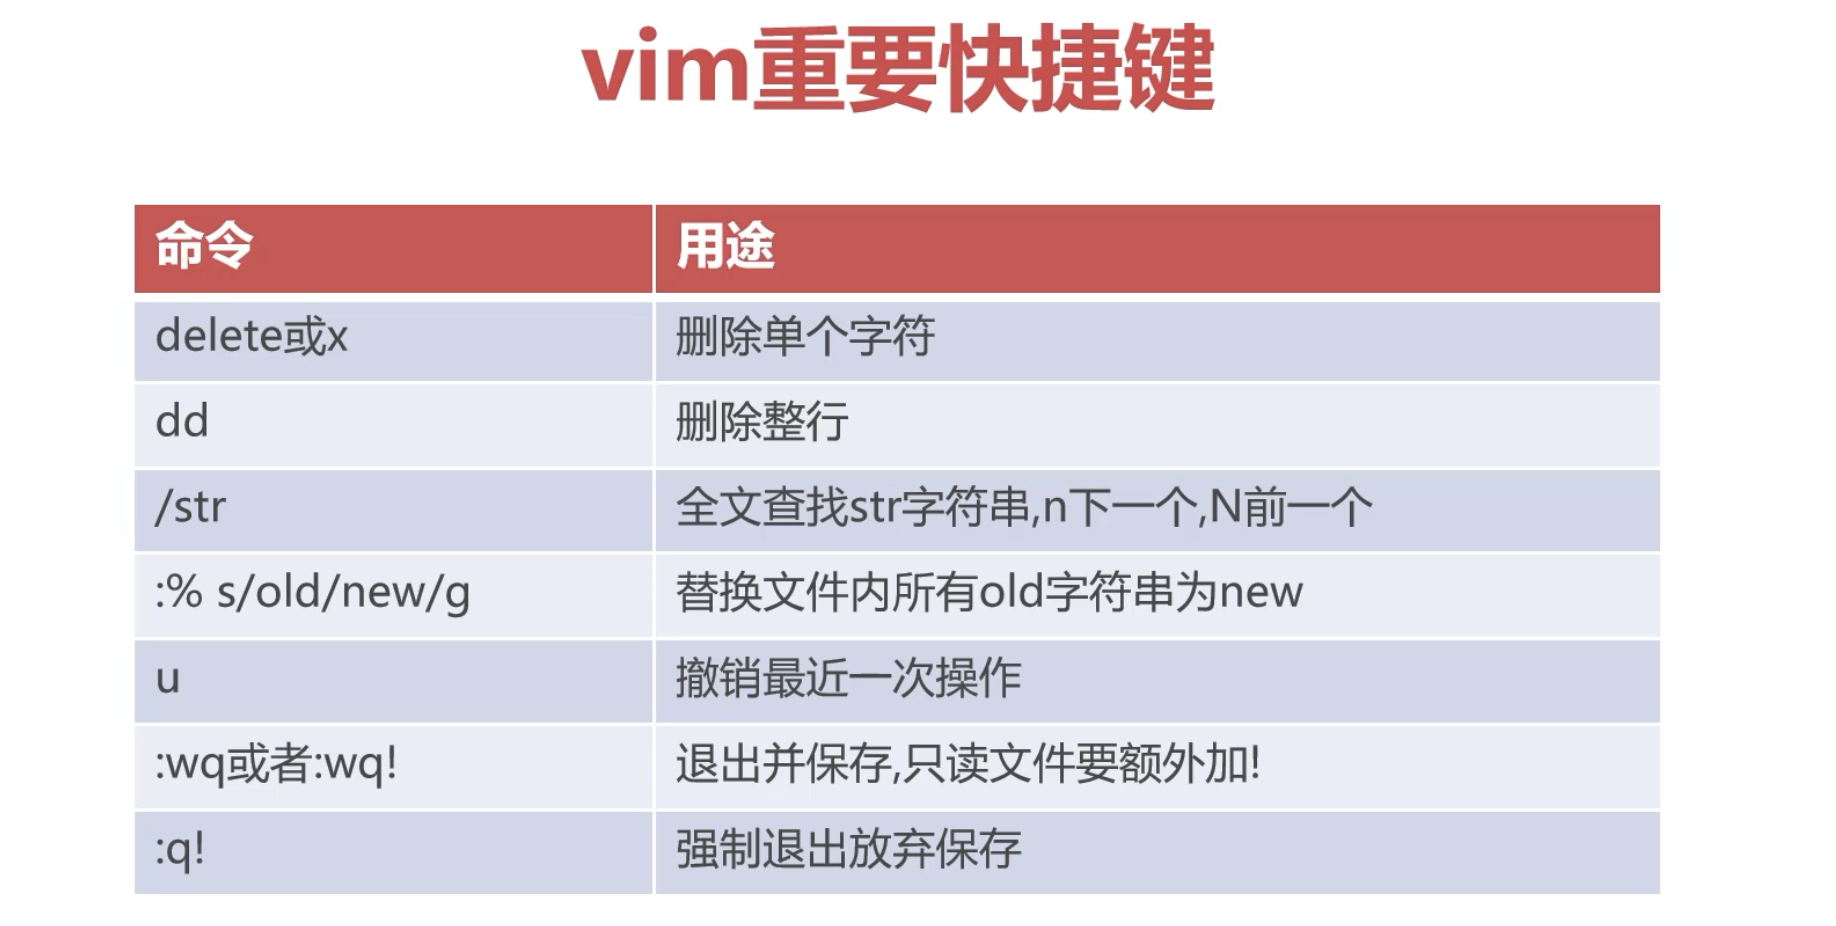 vim重要快捷键
命令 用途
delete或x 删除单个字符
dd 删除整行
/str 全文查找str字符串,n下一个,N前一个
:% s/old/new/g 替换文件内所有old字符串为new
u 撤销最近一次操作
:wq或者:wq! 退出并保存,只读文件要额外加!
:q! 强制退出放弃保存